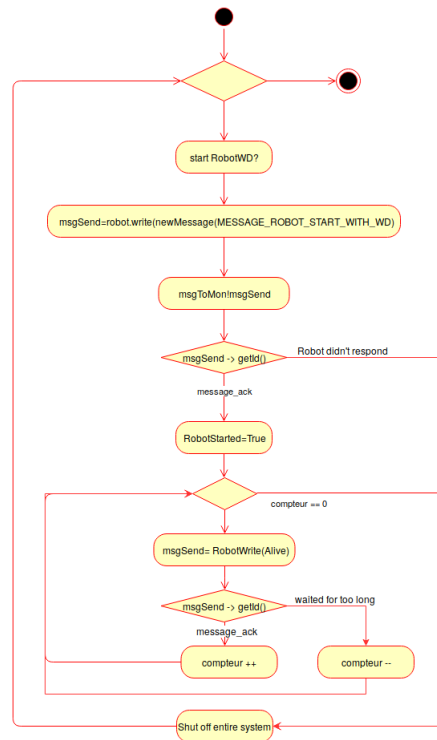 start RobotWD?
msgSend=robot.write(newMessage(MESSAGE_ROBOT_START_WITH_WD)
msgToMon!msgSend
msgSend -> getId()
Robot didn't respond
message_ack
RobotStarted=True
compteur == 0
msgSend= RobotWrite(Alive)
waited for too long
msgSend -> getId()
message_ack
compteur ++
compteur --
Shut off entire system